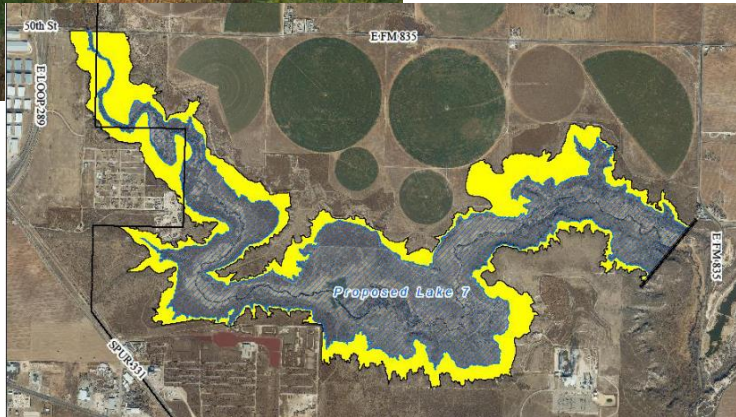 50th St
E FM 835
E LOOP 289
Proposed Lake 7
E FM 835
SPUR 331